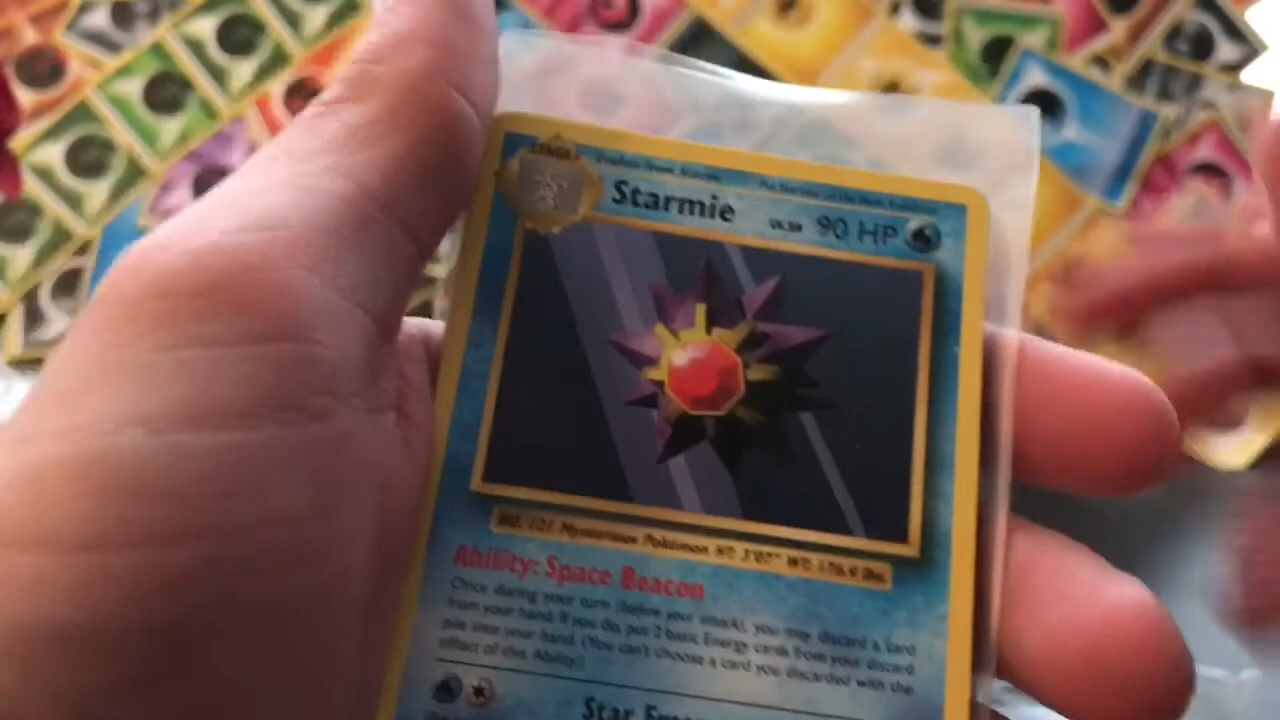 STAGE 1 Evolves from Staryu
Starmie LV.28 90 HP
NO. 121 Mysterious Pokémon HT: 3'07" WT: 176.4 lbs.
Ability: Space Beacon
Once during your turn (before your attack), you may discard a card
from your hand. If you do, put 2 basic Energy cards from your discard
pile into your hand. (You can't choose a card you discarded with the
effect of this Ability.)
Star